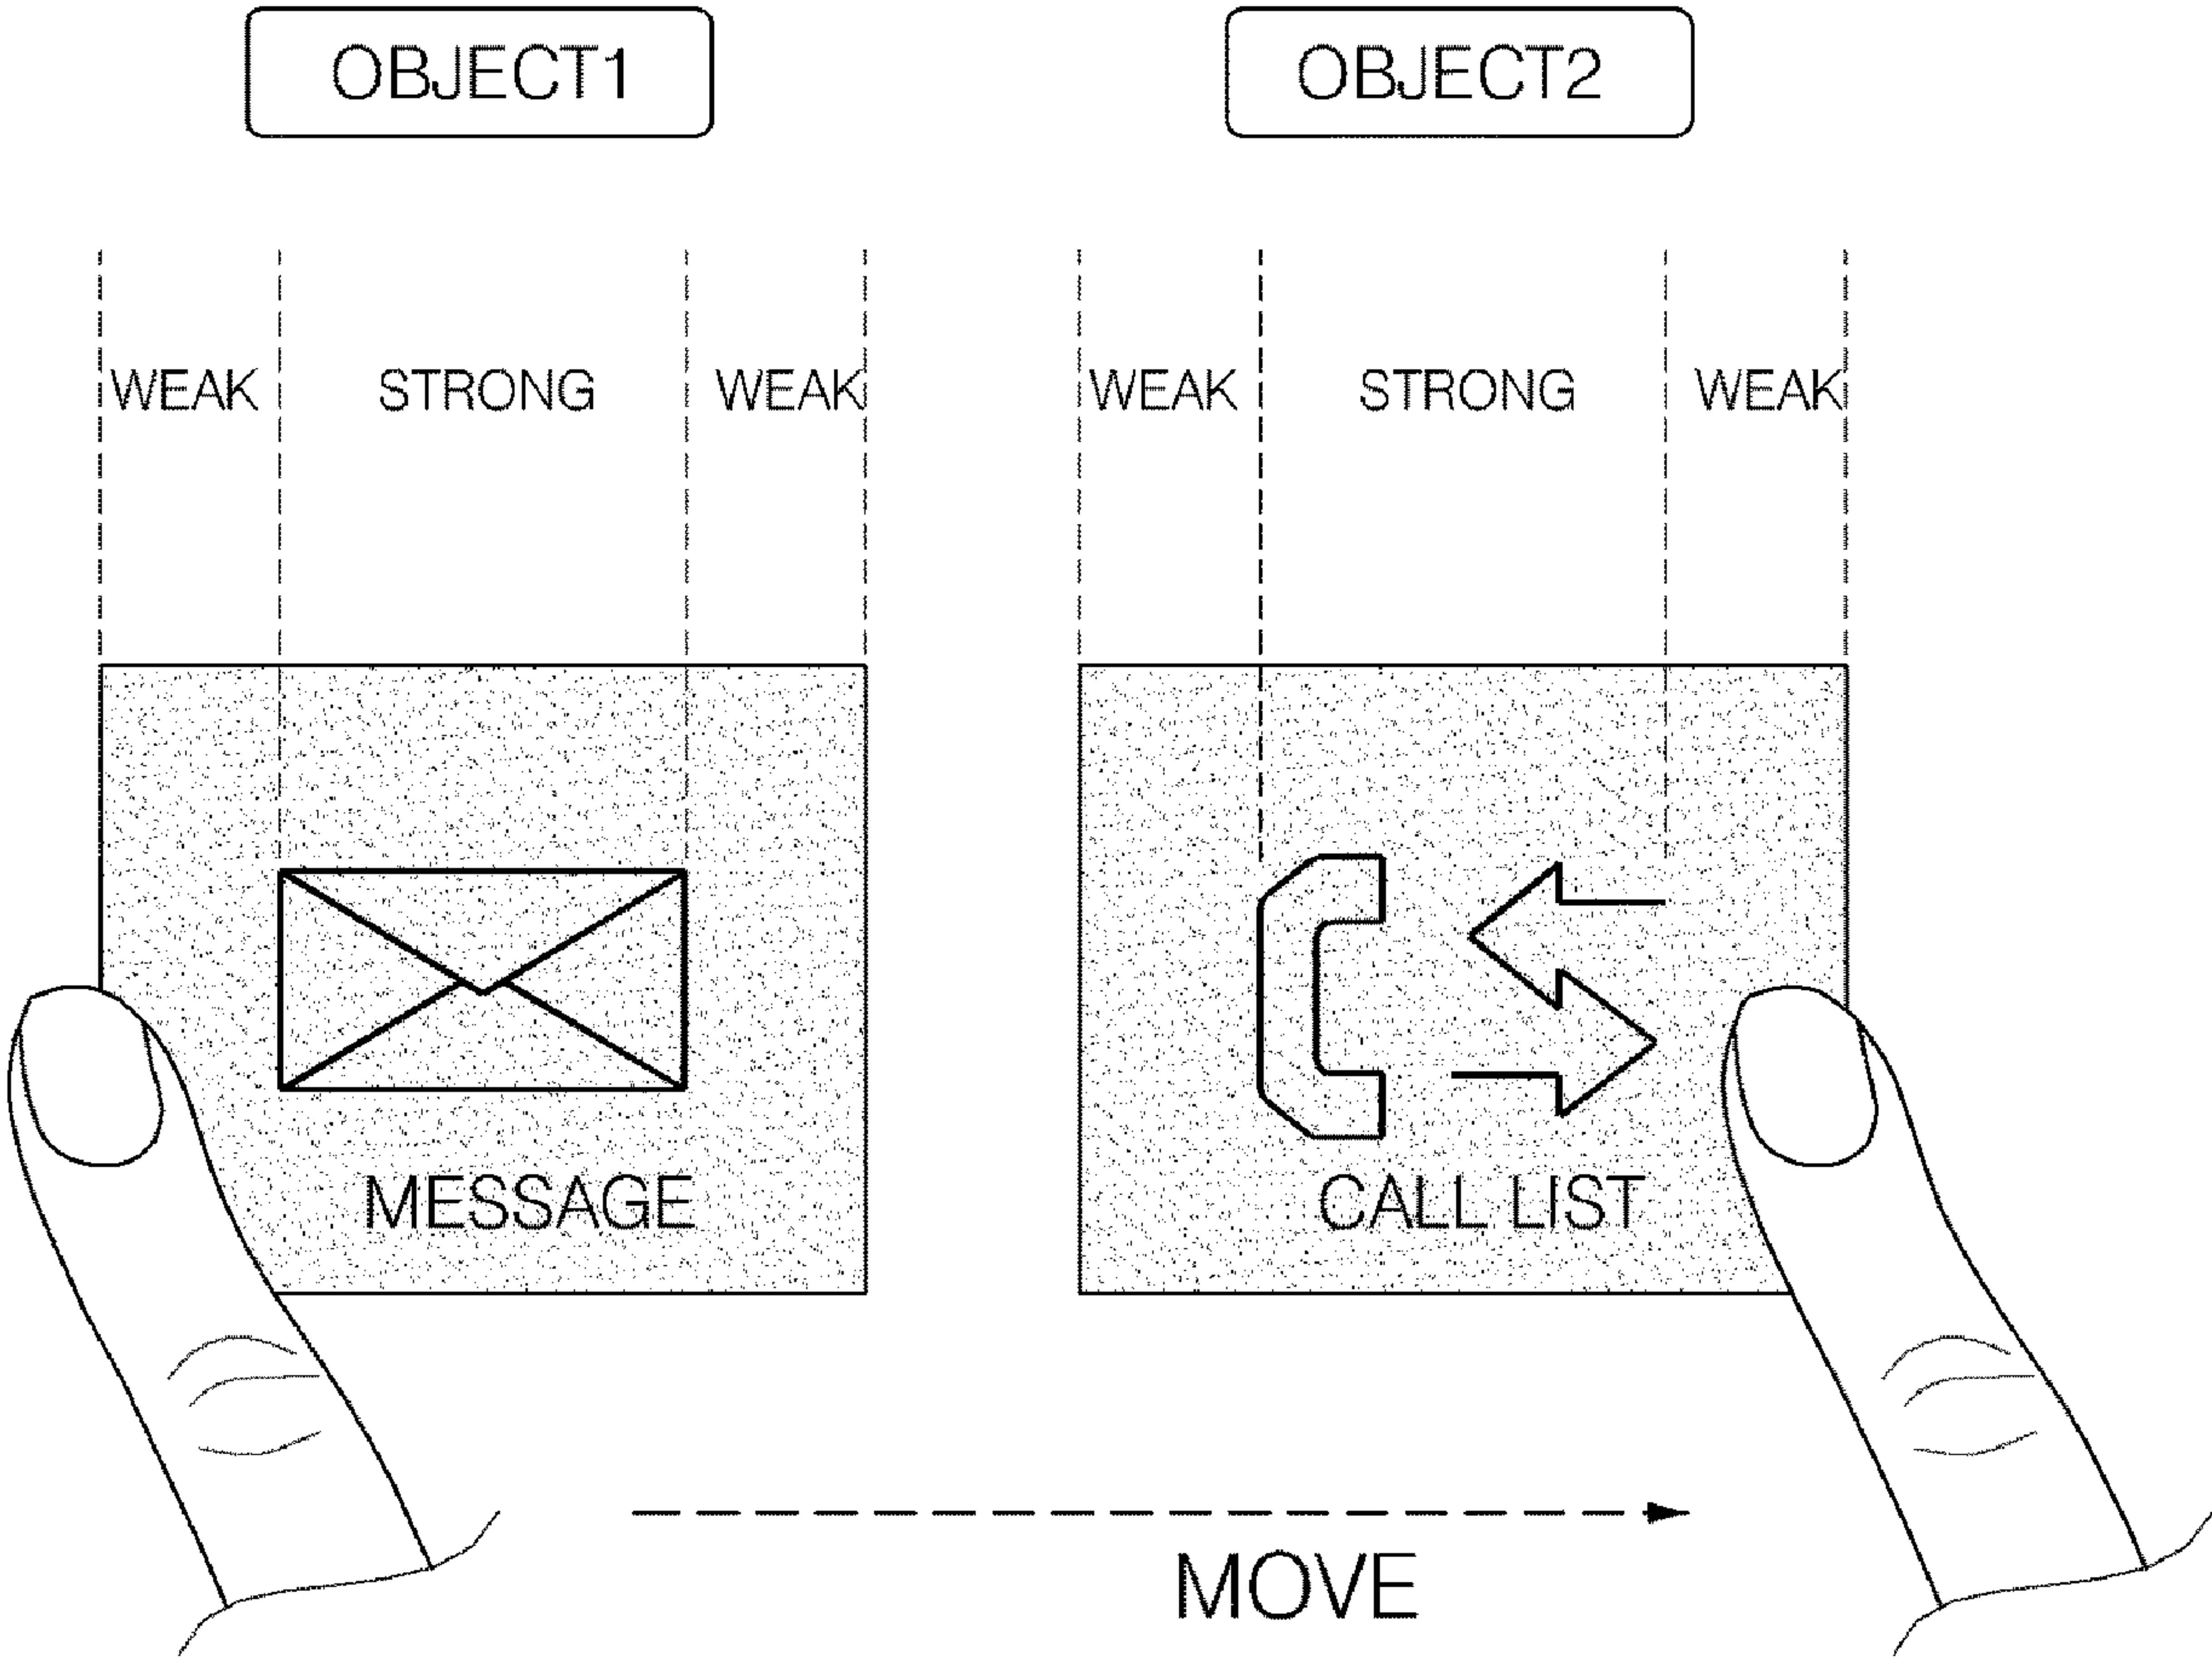 OBJECT1 OBJECT2
WEAK STRONG WEAK WEAK STRONG WEAK
MESSAGE CALL LIST
MOVE